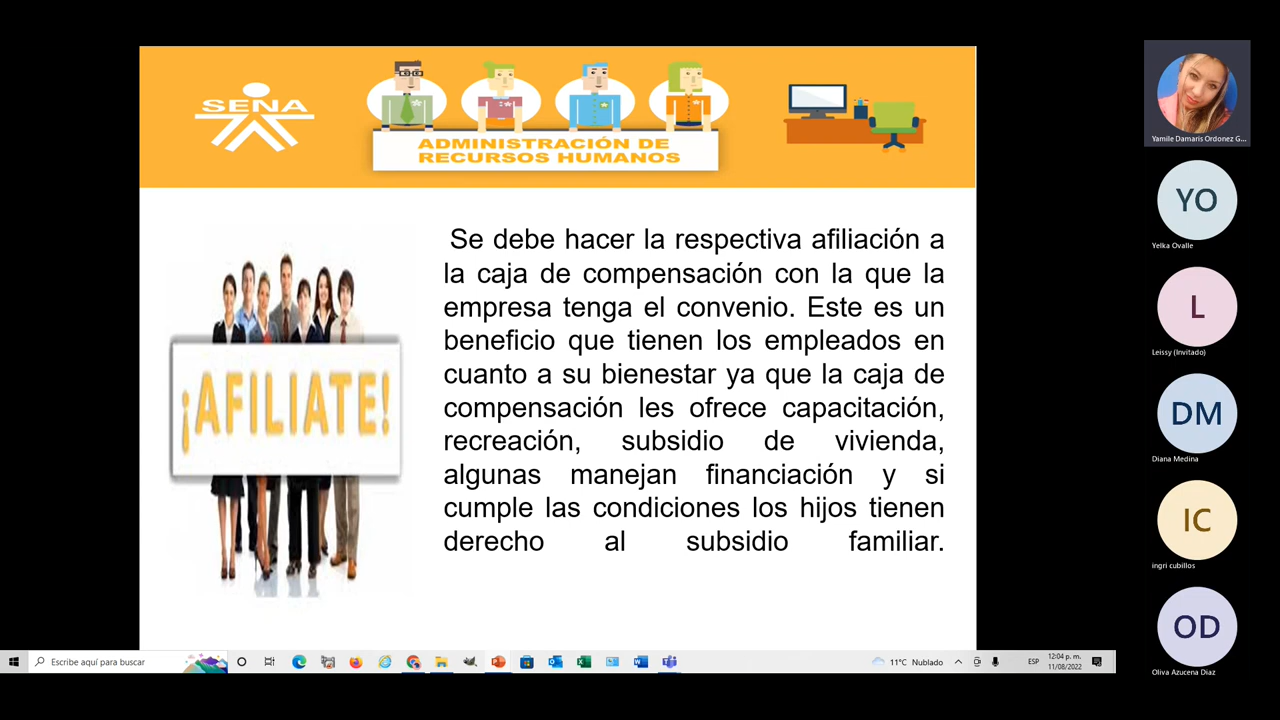 SENA
ADMINISTRACIÓN DE
RECURSOS HUMANOS
¡AFILIATE!
Se debe hacer la respectiva afiliación a
la caja de compensación con la que la
empresa tenga el convenio. Este es un
beneficio que tienen los empleados en
cuanto a su bienestar ya que la caja de
compensación les ofrece capacitación,
recreación, subsidio de vivienda,
algunas manejan financiación y si
cumple las condiciones los hijos tienen
derecho al subsidio familiar.
Yamile Damaris Ordonez G...
YO
Yelka Ovalle
L
Leissy (Invitado)
DM
Diana Medina
IC
ingri cubillos
OD
Oliva Azucena Diaz
Escribe aquí para buscar
11°C Nublado
ESP
12:04 p. m.
11/08/2022